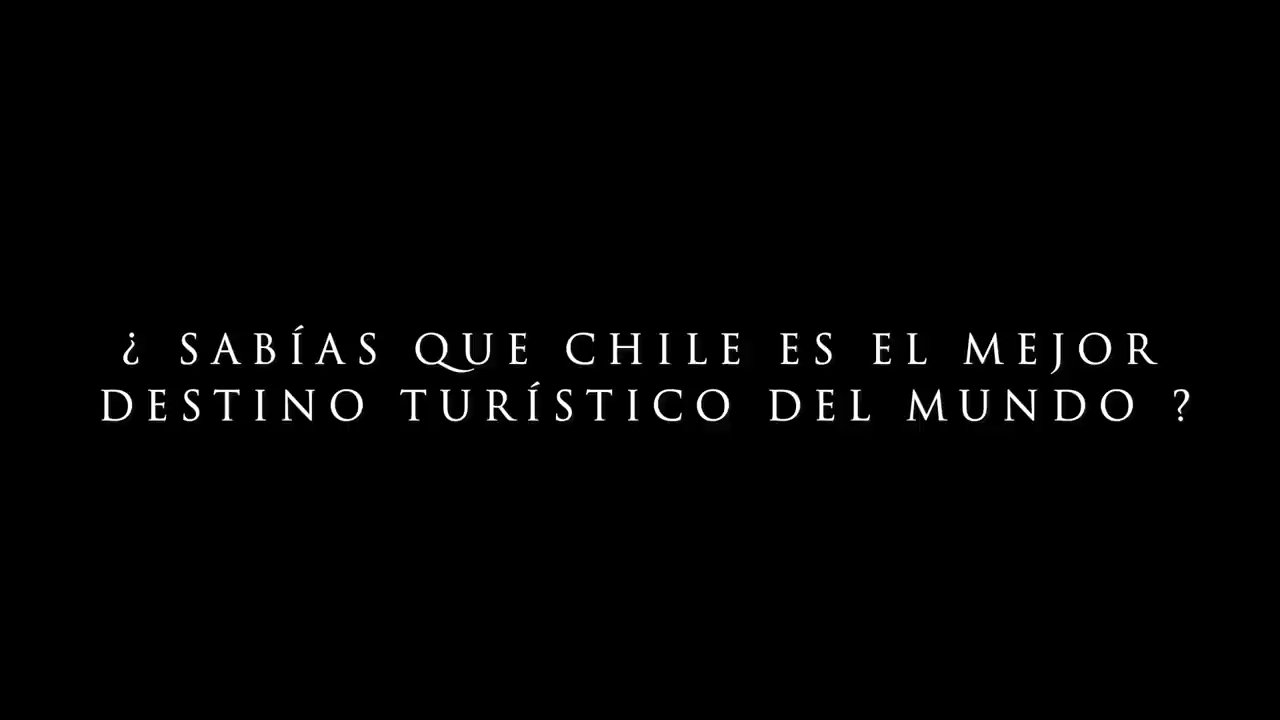 ¿ SABÍAS QUE CHILE ES EL MEJOR
DESTINO TURÍSTICO DEL MUNDO ?